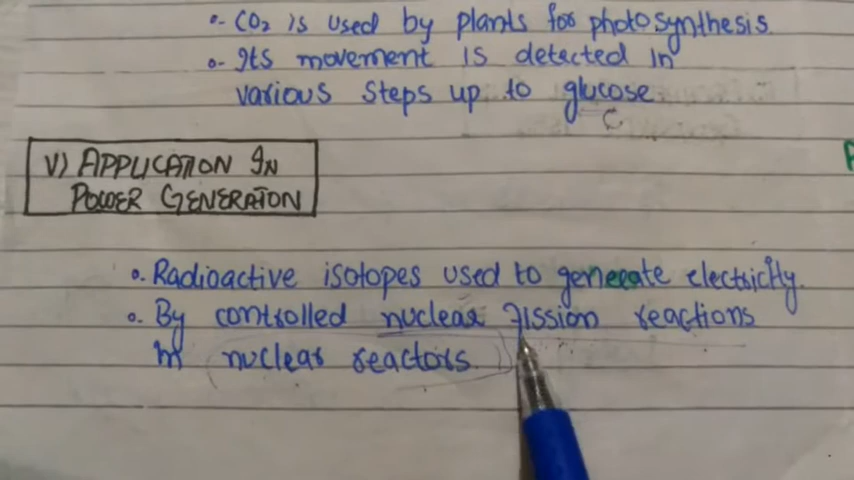 o- CO2 is used by plants for photosynthesis.
o- Its movement is detected in
various steps up to glucose
C
V) APPLICATION IN
POWER GENERATON
o. Radioactive isotopes used to generate electricity.
o. By controlled nuclear fission reactions
in nuclear reactors